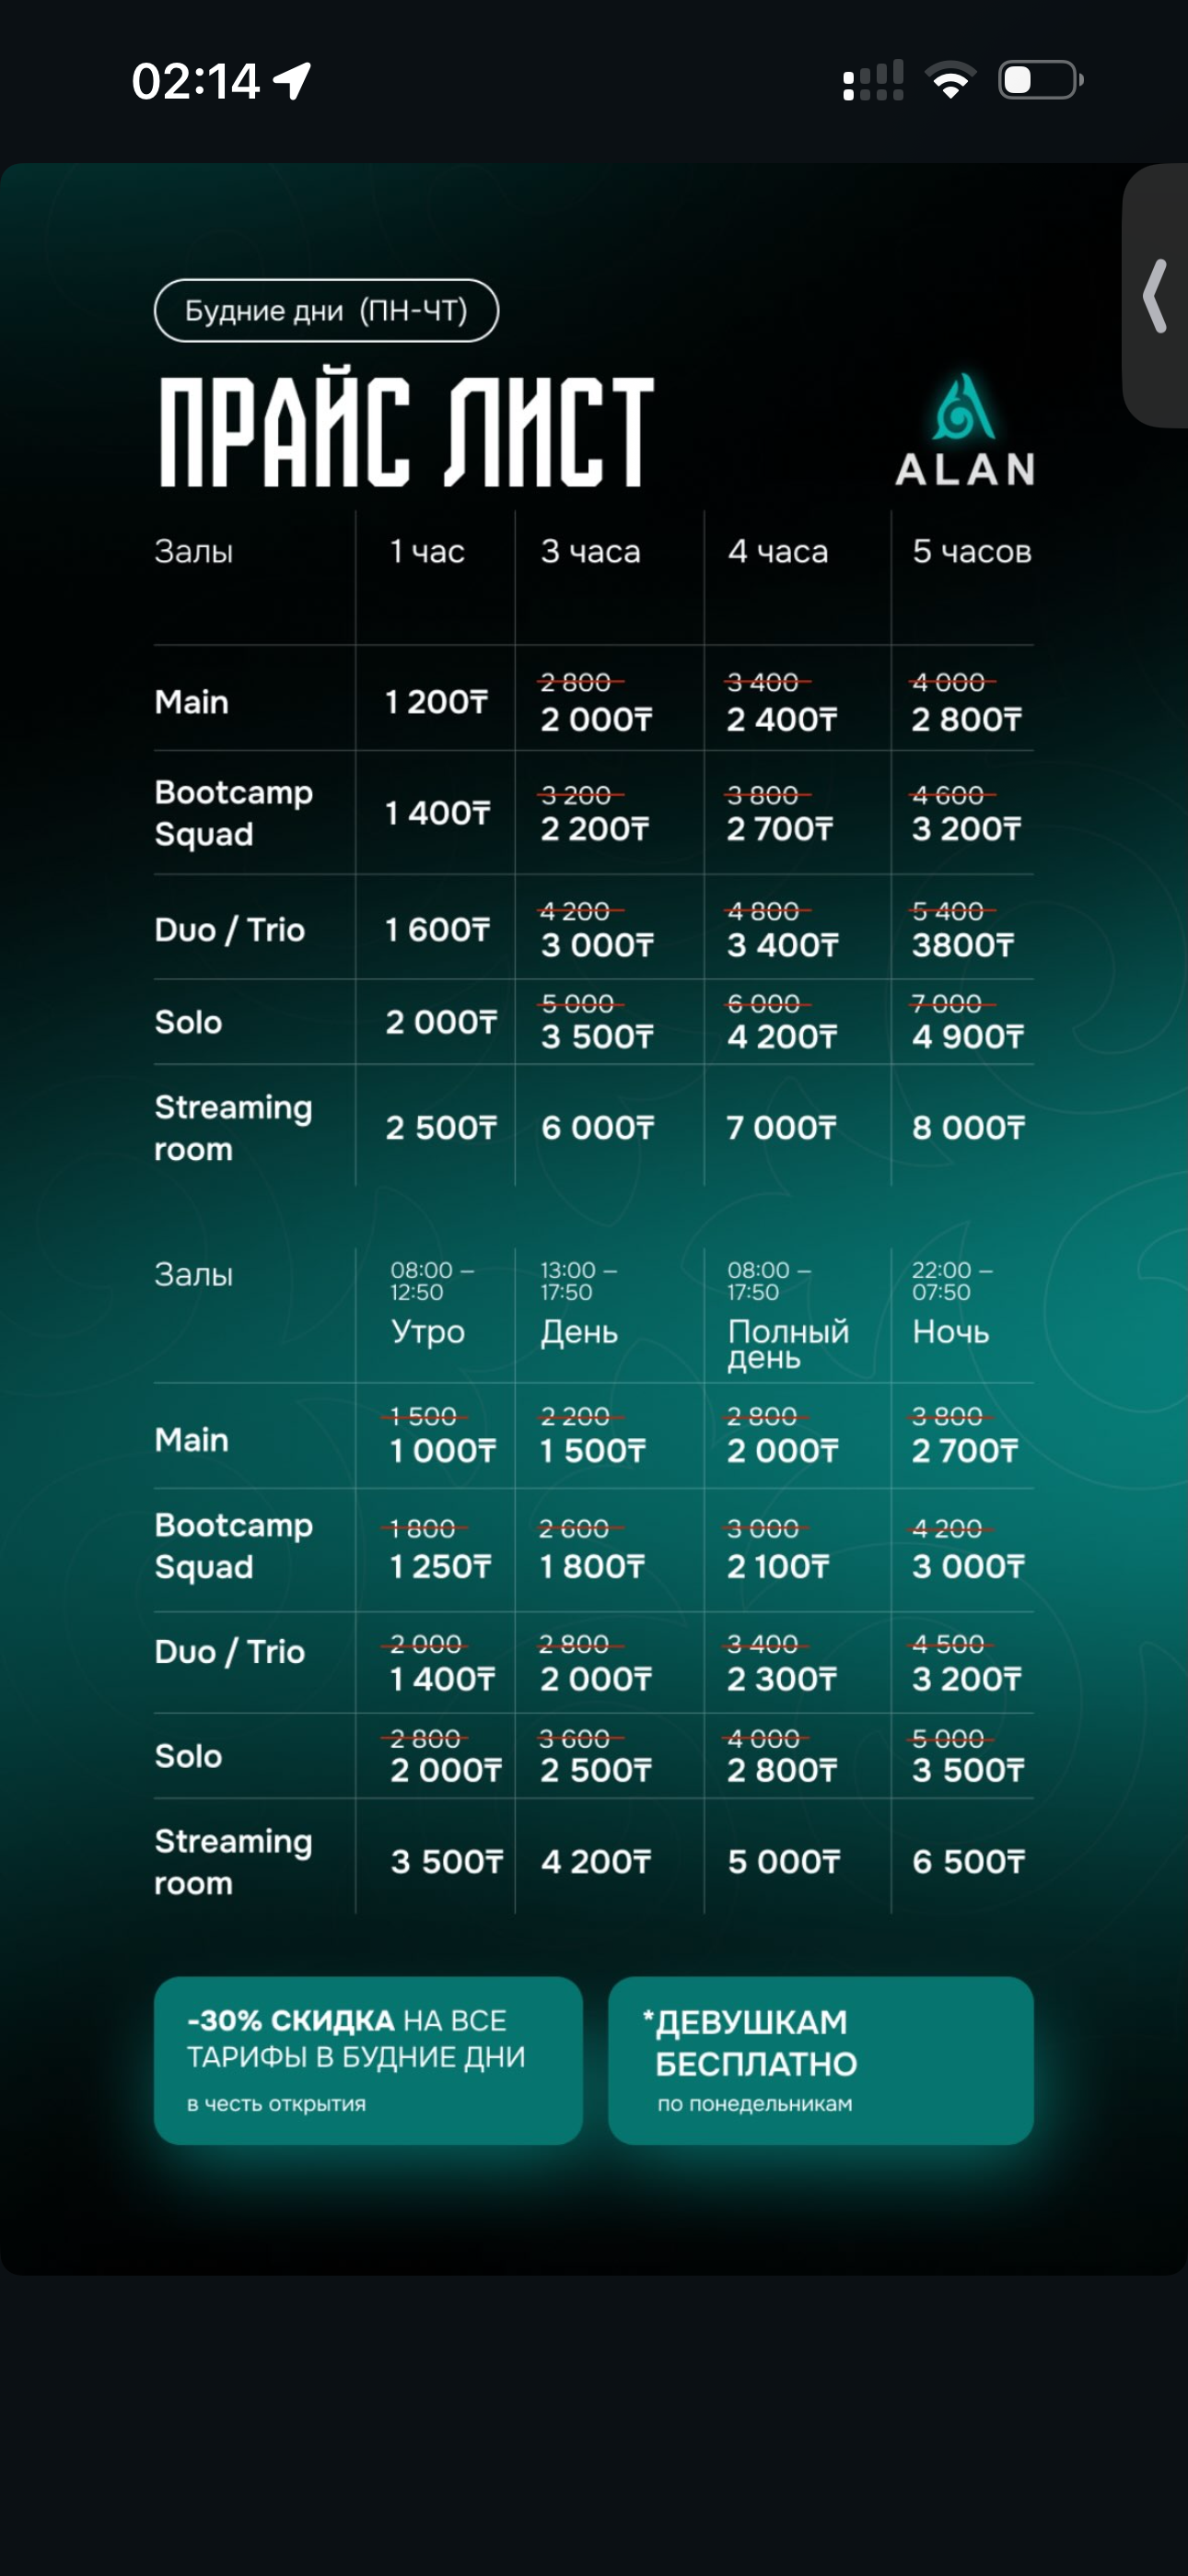 02:14
Будние дни (ПН-ЧТ)
ПРАЙС ЛИСТ
ALAN
Залы 1 час 3 часа 4 часа 5 часов
2 800 3 400 4 000
Main 1 200₸ 2 000₸ 2 400₸ 2 800₸
Bootcamp 3 200 3 800 4 600
Squad 1 400₸ 2 200₸ 2 700₸ 3 200₸
4 200 4 800 5 400
Duo / Trio 1 600₸ 3 000₸ 3 400₸ 3800₸
5 000 6 000 7 000
Solo 2 000₸ 3 500₸ 4 200₸ 4 900₸
Streaming
room 2 500₸ 6 000₸ 7 000₸ 8 000₸
Залы 08:00 – 13:00 – 08:00 – 22:00 –
12:50 17:50 17:50 07:50
Утро День Полный Ночь
день
1 500 2 200 2 800 3 800
Main 1 000₸ 1 500₸ 2 000₸ 2 700₸
Bootcamp 1 800 2 600 3 000 4 200
Squad 1 250₸ 1 800₸ 2 100₸ 3 000₸
2 000 2 800 3 400 4 500
Duo / Trio 1 400₸ 2 000₸ 2 300₸ 3 200₸
2 800 3 600 4 000 5 000
Solo 2 000₸ 2 500₸ 2 800₸ 3 500₸
Streaming
room 3 500₸ 4 200₸ 5 000₸ 6 500₸
-30% СКИДКА НА ВСЕ
ТАРИФЫ В БУДНИЕ ДНИ
в честь открытия
*ДЕВУШКАМ
БЕСПЛАТНО
по понедельникам